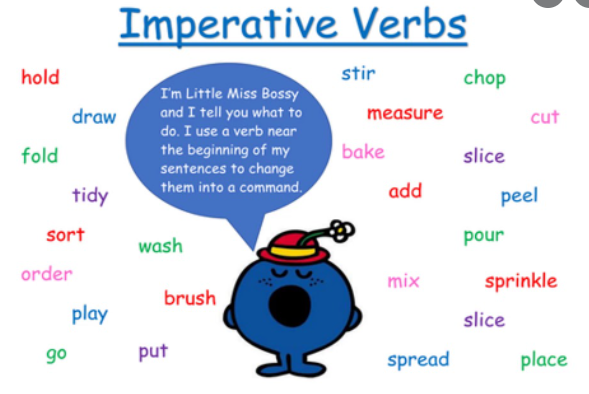 Imperative Verbs
hold
draw
fold
tidy
sort
wash
order
brush
play
go
put
I'm Little Miss Bossy
and I tell you what to
do. I use a verb near
the beginning of my
sentences to change
them into a command.
stir
chop
measure
cut
bake
slice
add
peel
pour
mix
sprinkle
slice
spread
place